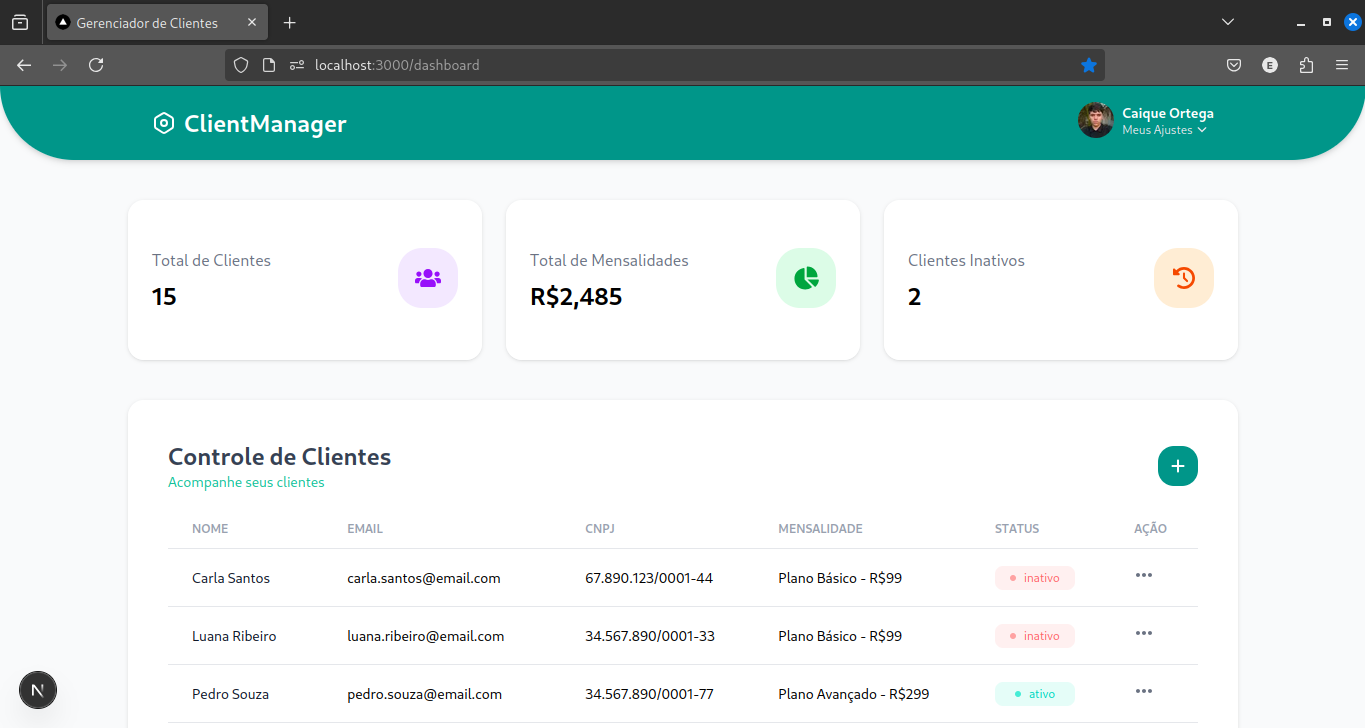 Gerenciador de Clientes
localhost:3000/dashboard
E
ClientManager
Caique Ortega
Meus Ajustes
Total de Clientes
15
Total de Mensalidades
R$2,485
Clientes Inativos
2
Controle de Clientes
Acompanhe seus clientes
NOME EMAIL CNPJ MENSALIDADE STATUS AÇÃO
Carla Santos carla.santos@email.com 67.890.123/0001-44 Plano Básico - R$99 inativo
Luana Ribeiro luana.ribeiro@email.com 34.567.890/0001-33 Plano Básico - R$99 inativo
Pedro Souza pedro.souza@email.com 34.567.890/0001-77 Plano Avançado - R$299 ativo
N